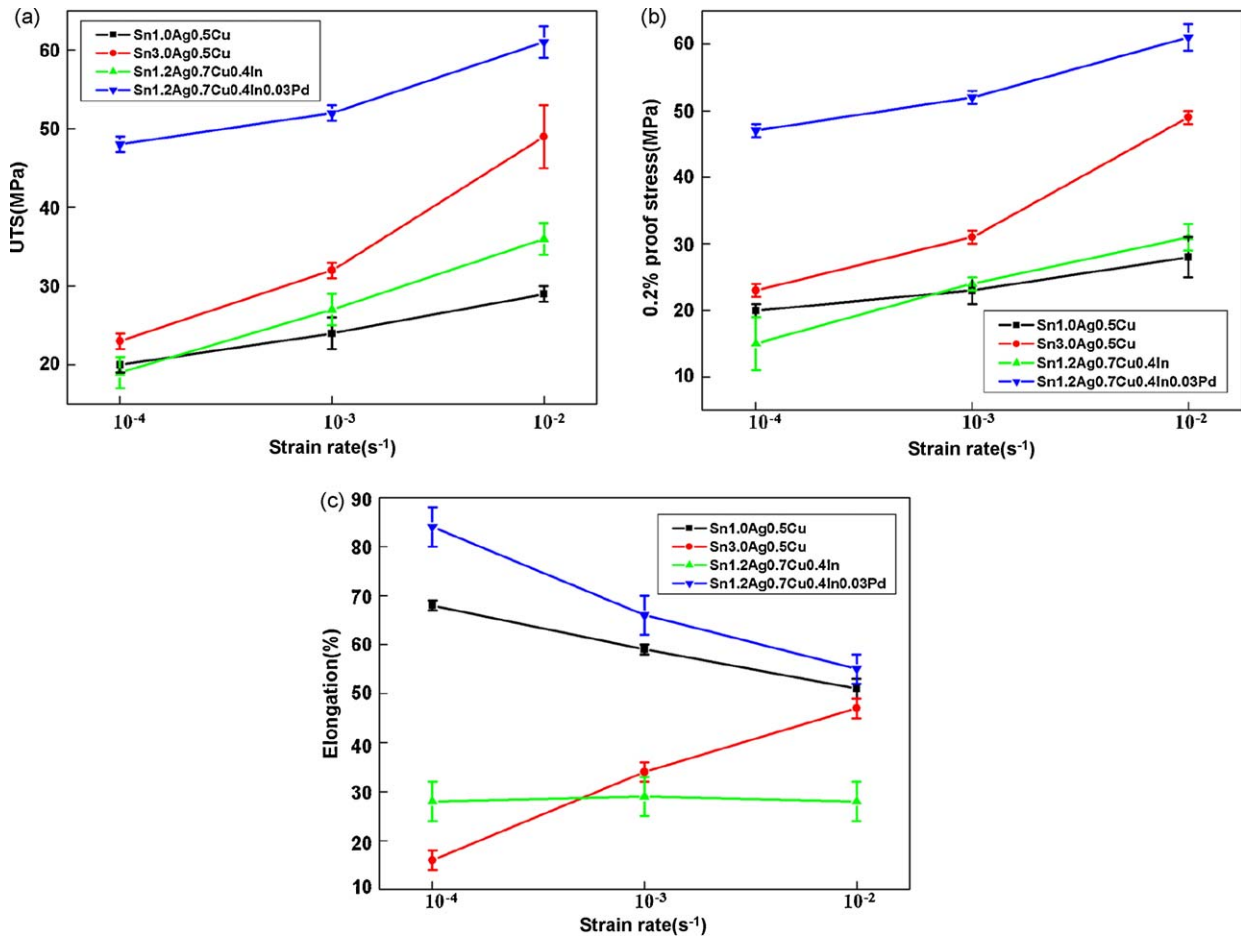 (a)
Sn1.0Ag0.5Cu
Sn3.0Ag0.5Cu
Sn1.2Ag0.7Cu0.4In
Sn1.2Ag0.7Cu0.4In0.03Pd
UTS(MPa)
60
50
40
30
20
10⁻⁴ 10⁻³ 10⁻²
Strain rate(s⁻¹)
(b)
0.2% proof stress(MPa)
60
50
40
30
20
10
Sn1.0Ag0.5Cu
Sn3.0Ag0.5Cu
Sn1.2Ag0.7Cu0.4In
Sn1.2Ag0.7Cu0.4In0.03Pd
10⁻⁴ 10⁻³ 10⁻²
Strain rate(s⁻¹)
(c)
Elongation(%)
90
80
70
60
50
40
30
20
10
Sn1.0Ag0.5Cu
Sn3.0Ag0.5Cu
Sn1.2Ag0.7Cu0.4In
Sn1.2Ag0.7Cu0.4In0.03Pd
10⁻⁴ 10⁻³ 10⁻²
Strain rate(s⁻¹)